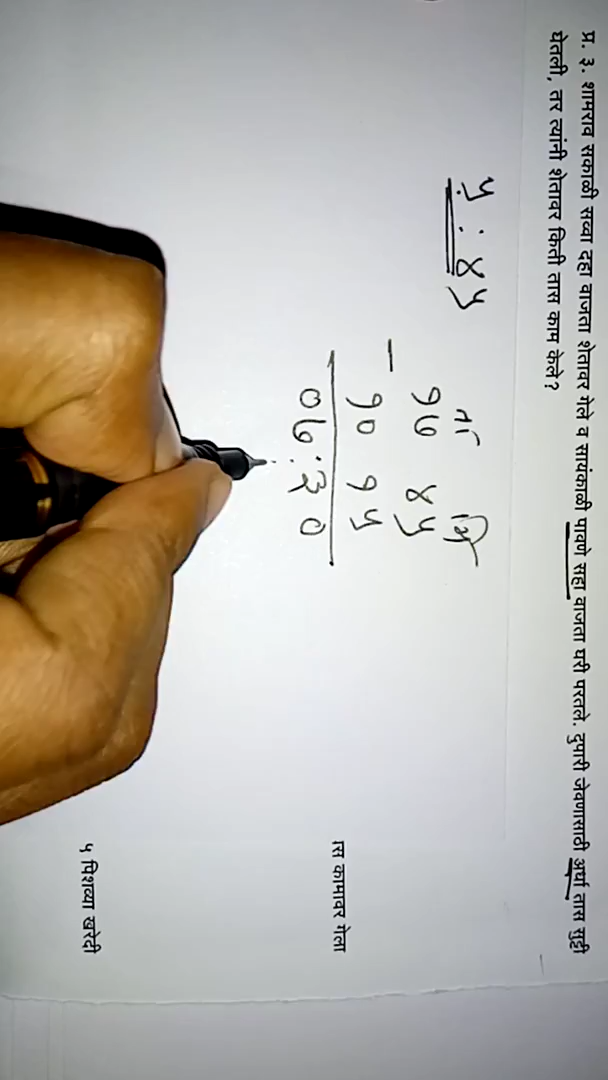 प्र. ३. शामराव सकाळी सव्वा दहा वाजता शेतावर गेले व सायंकाळी पावणे सहा वाजता घरी परतले. दुपारी जेवणासाठी अर्धा तास सुट्टी
घेतली, तर त्यांनी शेतावर किती तास काम केले?
५ : ४५
ता मि
१७ ४५
– १० १५
०७ : ३०
ास कामावर गेला
५ पिशव्या खरेदी